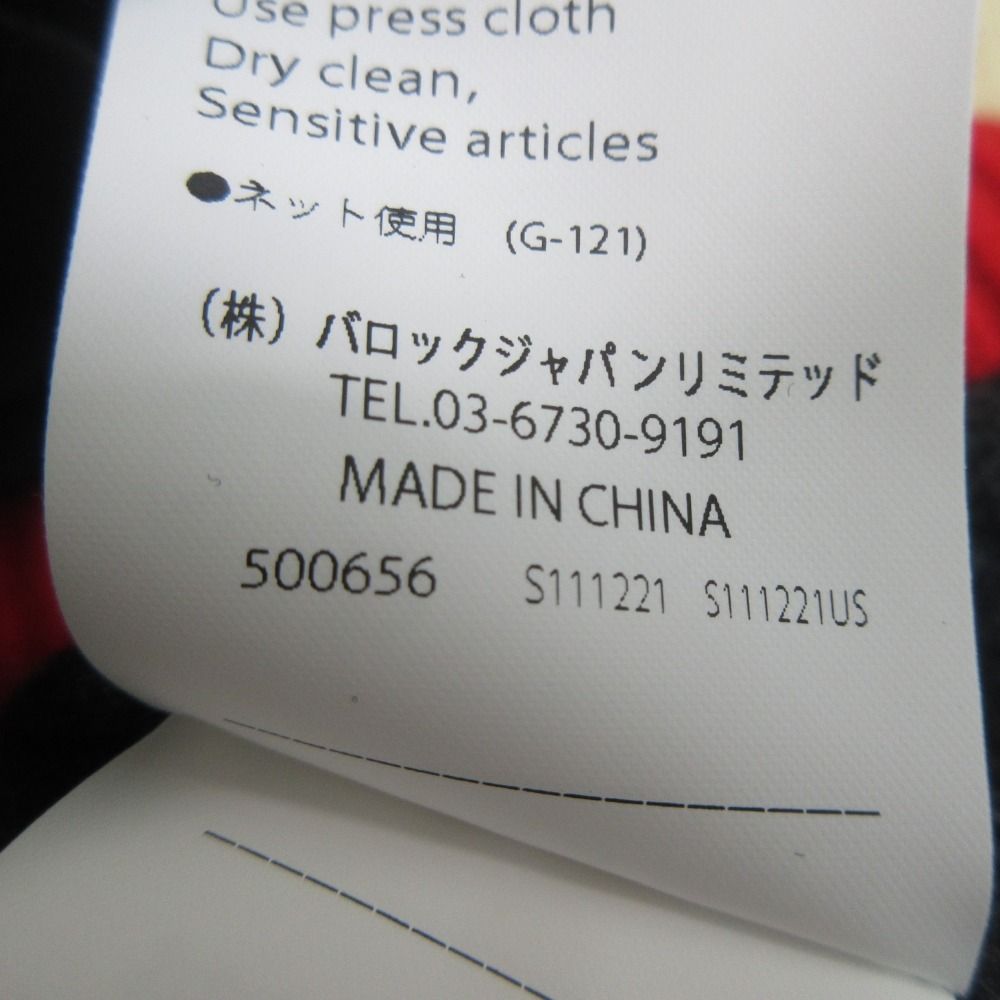 Use press cloth
Dry clean,
Sensitive articles
●ネット使用 (G-121)
(株) バロックジャパンリミテッド
TEL.03-6730-9191
MADE IN CHINA
500656 S111221 S111221US